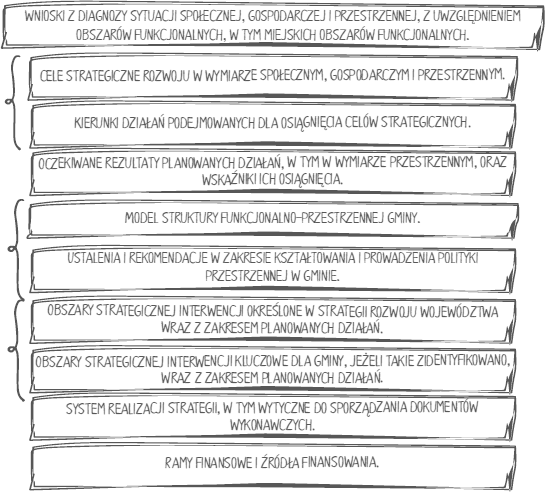 WNIOSKI Z DIAGNOZY SYTUACJI SPOŁECZNEJ, GOSPODARCZEJ I PRZESTRZENNEJ, Z UWZGLĘDNIENIEM
OBSZARÓW FUNKCJONALNYCH, W TYM MIEJSKICH OBSZARÓW FUNKCJONALNYCH.
CELE STRATEGICZNE ROZWOJU W WYMIARZE SPOŁECZNYM, GOSPODARCZYM I PRZESTRZENNYM.
KIERUNKI DZIAŁAŃ PODEJMOWANYCH DLA OSIĄGNIĘCIA CELÓW STRATEGICZNYCH.
OCZEKIWANE REZULTATY PLANOWANYCH DZIAŁAŃ, W TYM W WYMIARZE PRZESTRZENNYM, ORAZ
WSKAŹNIKI ICH OSIĄGNIĘCIA.
MODEL STRUKTURY FUNKCJONALNO-PRZESTRZENNEJ GMINY.
USTALENIA I REKOMENDACJE W ZAKRESIE KSZTAŁTOWANIA I PROWADZENIA POLITYKI
PRZESTRZENNEJ W GMINIE.
OBSZARY STRATEGICZNEJ INTERWENCJI OKREŚLONE W STRATEGII ROZWOJU WOJEWÓDZTWA
WRAZ Z ZAKRESEM PLANOWANYCH DZIAŁAŃ.
OBSZARY STRATEGICZNEJ INTERWENCJI KLUCZOWE DLA GMINY, JEŻELI TAKIE ZIDENTYFIKOWANO,
WRAZ Z ZAKRESEM PLANOWANYCH DZIAŁAŃ.
SYSTEM REALIZACJI STRATEGII, W TYM WYTYCZNE DO SPORZĄDZANIA DOKUMENTÓW
WYKONAWCZYCH.
RAMY FINANSOWE I ŹRÓDŁA FINANSOWANIA.